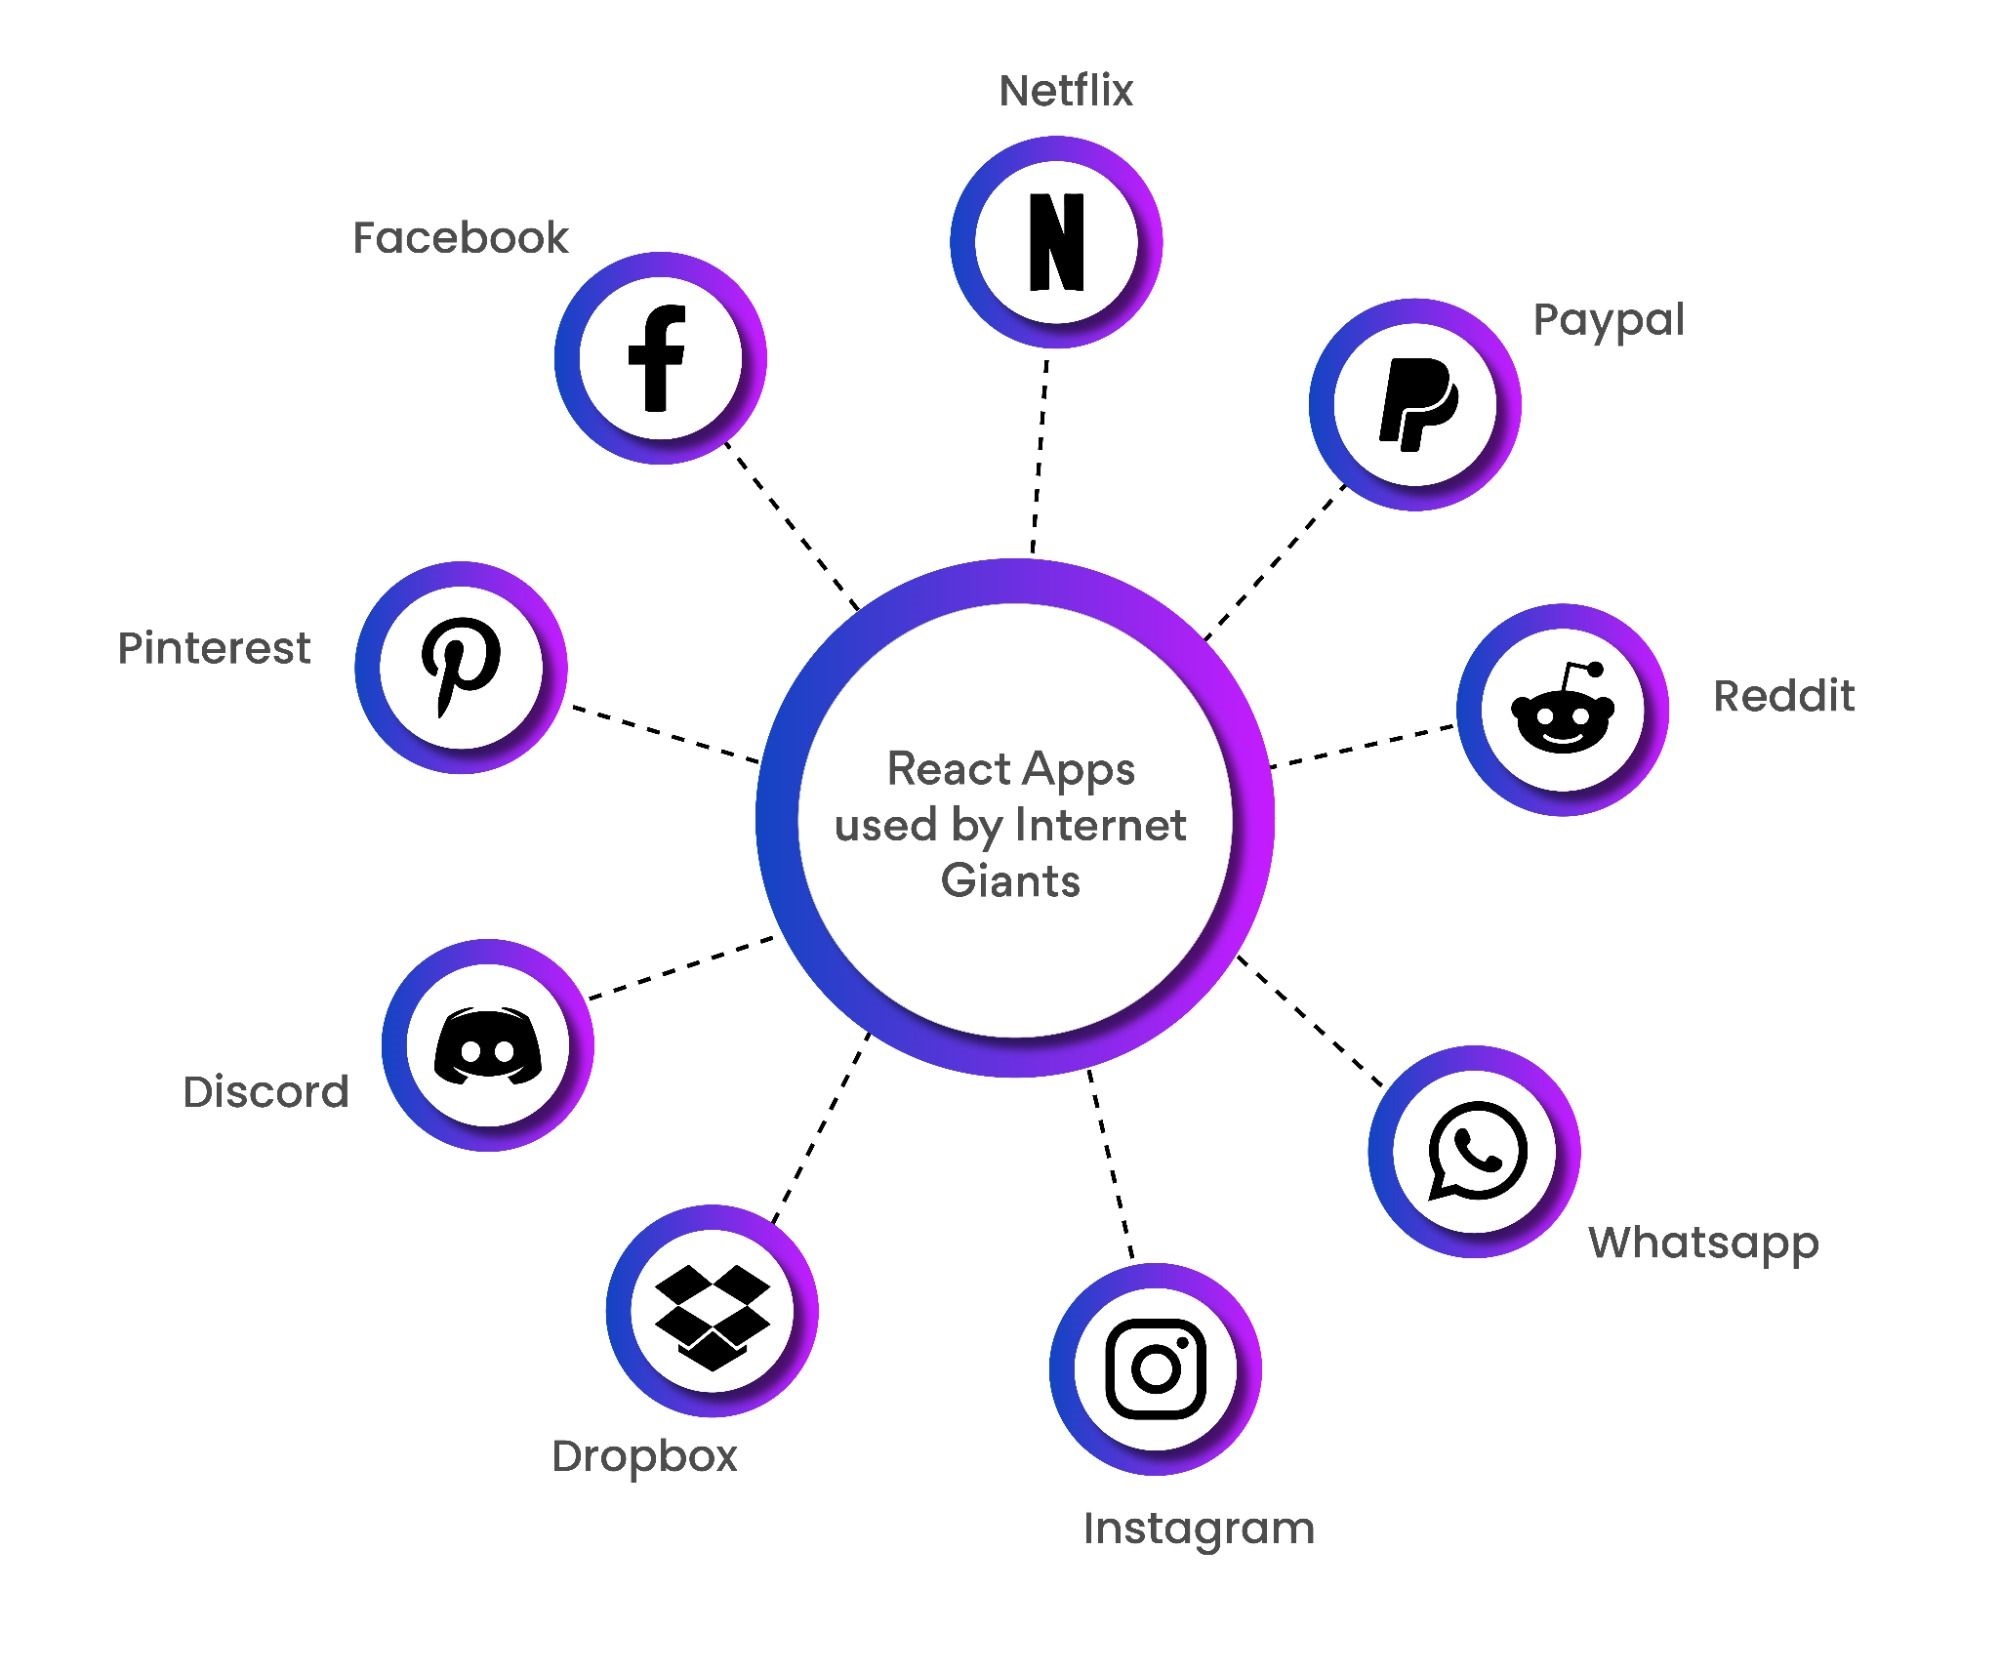 Netflix
Facebook
Paypal
Pinterest
Reddit
React Apps
used by Internet
Giants
Discord
Whatsapp
Dropbox
Instagram